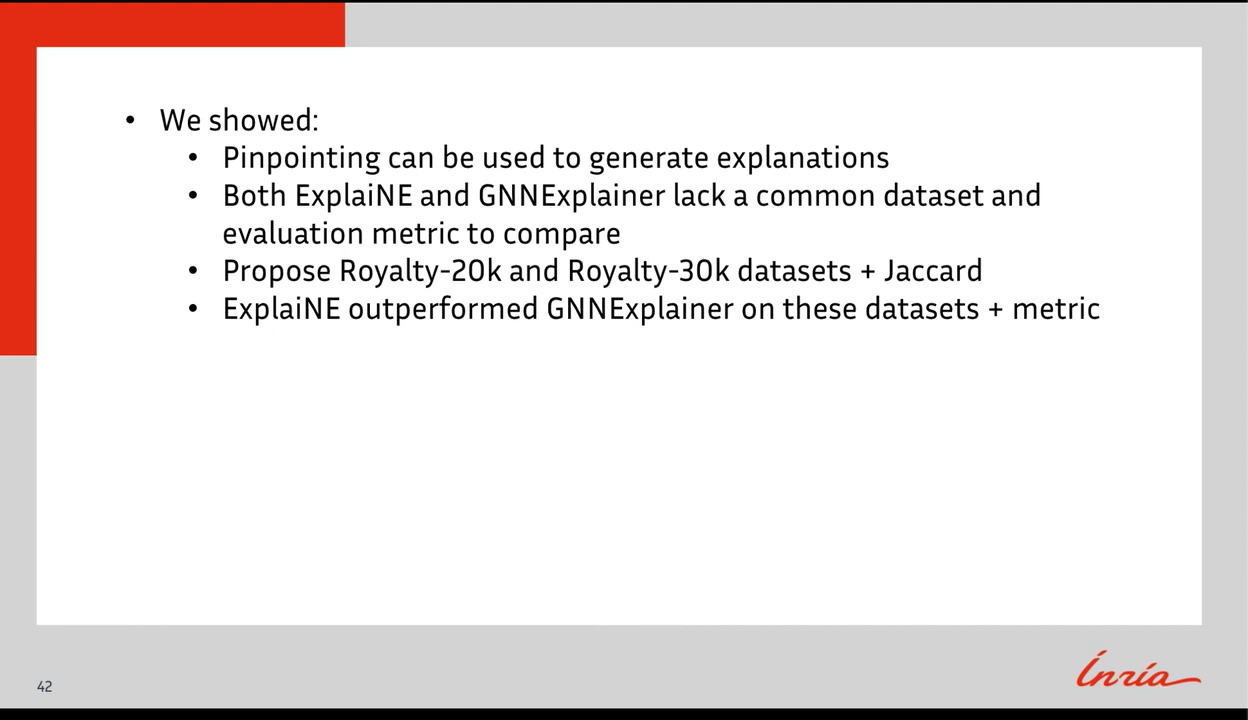 • We showed:
• Pinpointing can be used to generate explanations
• Both ExplaiNE and GNNExplainer lack a common dataset and
evaluation metric to compare
• Propose Royalty-20k and Royalty-30k datasets + Jaccard
• ExplaiNE outperformed GNNExplainer on these datasets + metric
42
Inria